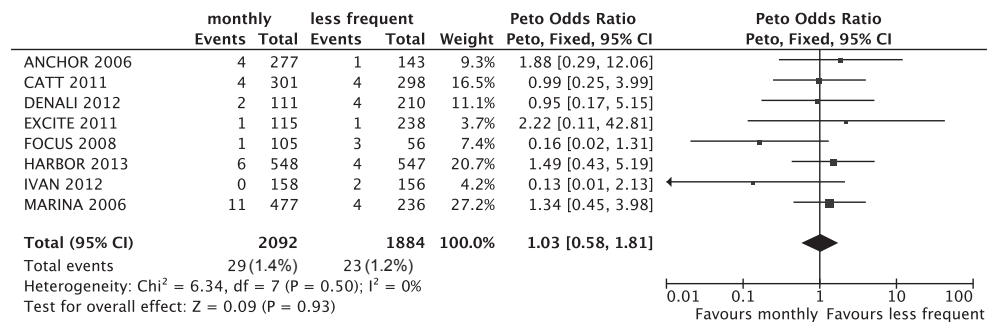 monthly less frequent Peto Odds Ratio Peto Odds Ratio
Events Total Events Total Weight Peto, Fixed, 95% CI Peto, Fixed, 95% CI
ANCHOR 2006 4 277 1 143 9.3% 1.88 [0.29, 12.06]
CATT 2011 4 301 4 298 16.5% 0.99 [0.25, 3.99]
DENALI 2012 2 111 4 210 11.1% 0.95 [0.17, 5.15]
EXCITE 2011 1 115 1 238 3.7% 2.22 [0.11, 42.81]
FOCUS 2008 1 105 3 56 7.4% 0.16 [0.02, 1.31]
HARBOR 2013 6 548 4 547 20.7% 1.49 [0.43, 5.19]
IVAN 2012 0 158 2 156 4.2% 0.13 [0.01, 2.13]
MARINA 2006 11 477 4 236 27.2% 1.34 [0.45, 3.98]
Total (95% CI) 2092 1884 100.0% 1.03 [0.58, 1.81]
Total events 29 (1.4%) 23 (1.2%)
Heterogeneity: Chi² = 6.34, df = 7 (P = 0.50); I² = 0%
Test for overall effect: Z = 0.09 (P = 0.93)
0.01 0.1 1 10 100
Favours monthly Favours less frequent